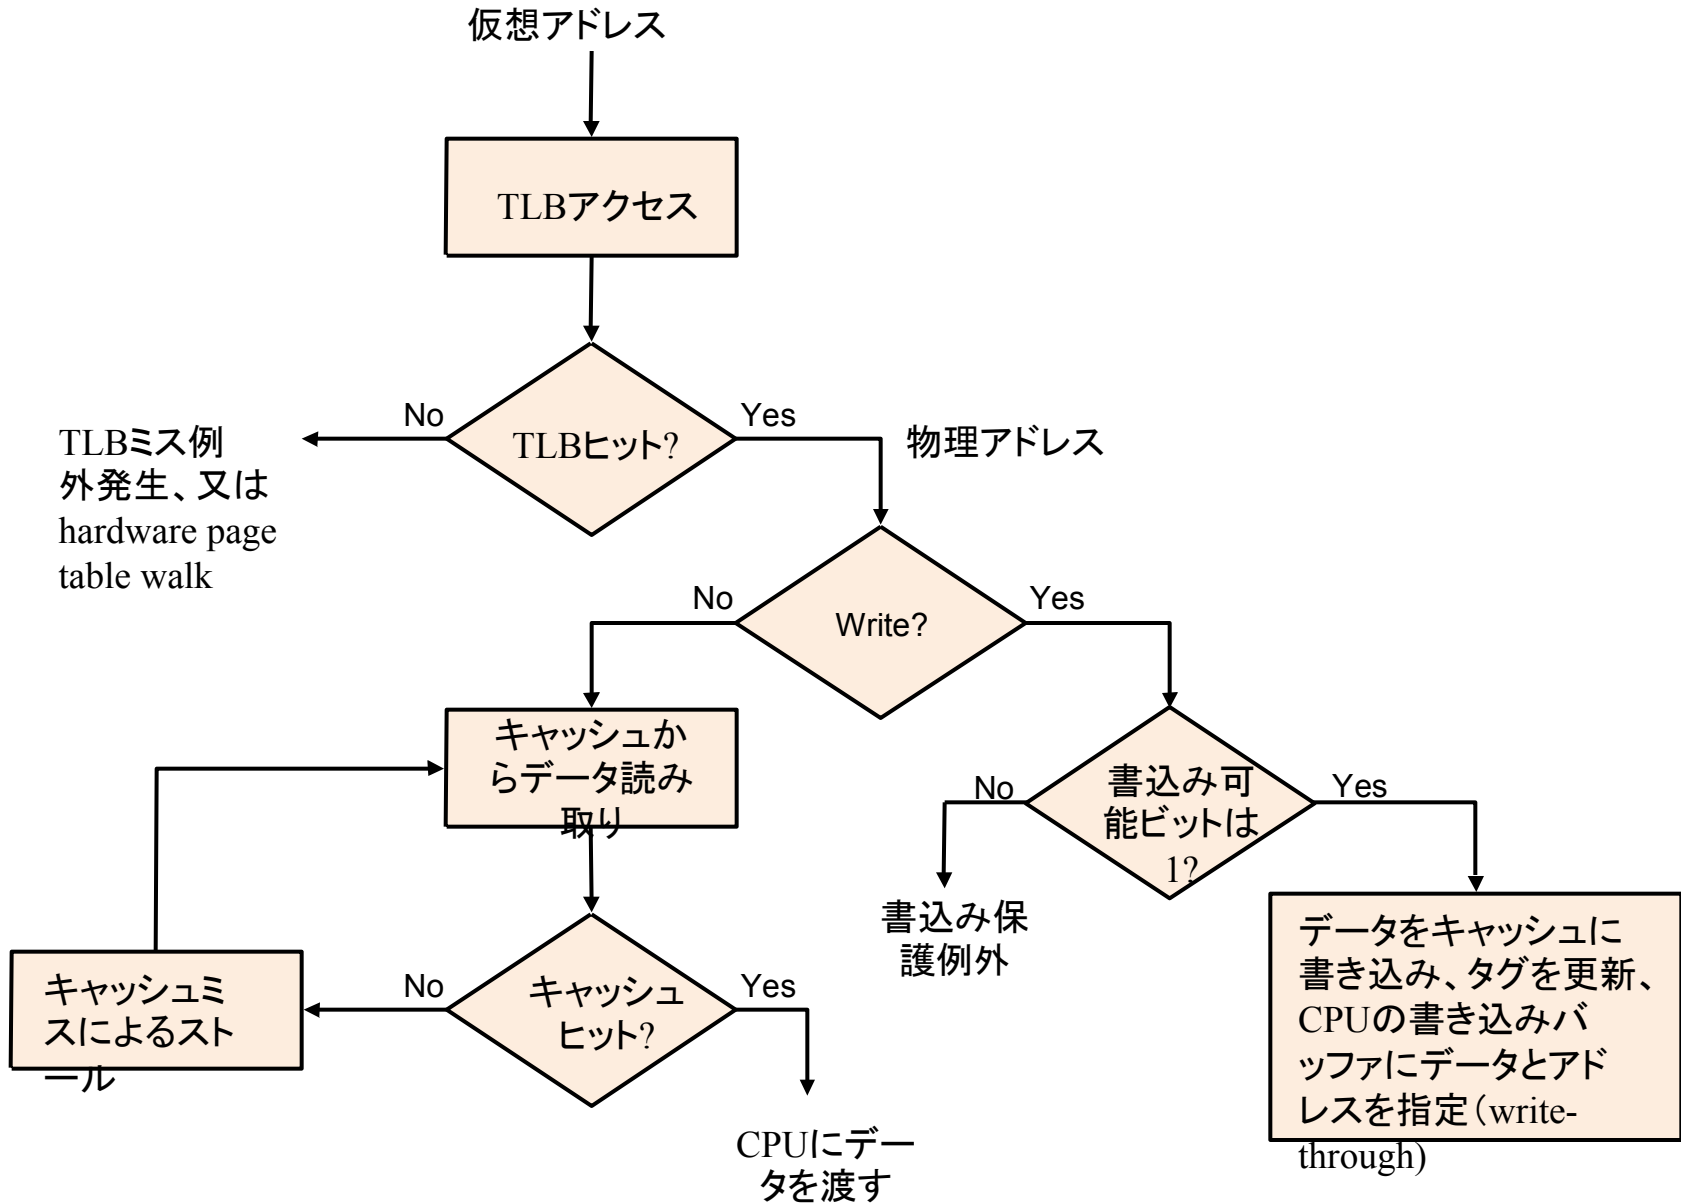 仮想アドレス
TLBアクセス
No
Yes
TLBヒット?
TLBミス例
外発生、又は
hardware page
table walk
物理アドレス
No
Yes
Write?
キャッシュか
らデータ読み
取り
No
Yes
書込み可
能ビットは
1?
書込み保
護例外
データをキャッシュに
書き込み、タグを更新、
CPUの書き込みバ
ッファにデータとアド
レスを指定（write-
through)
キャッシュミ
スによるスト
ール
No
Yes
キャッシュ
ヒット?
CPUにデー
タを渡す